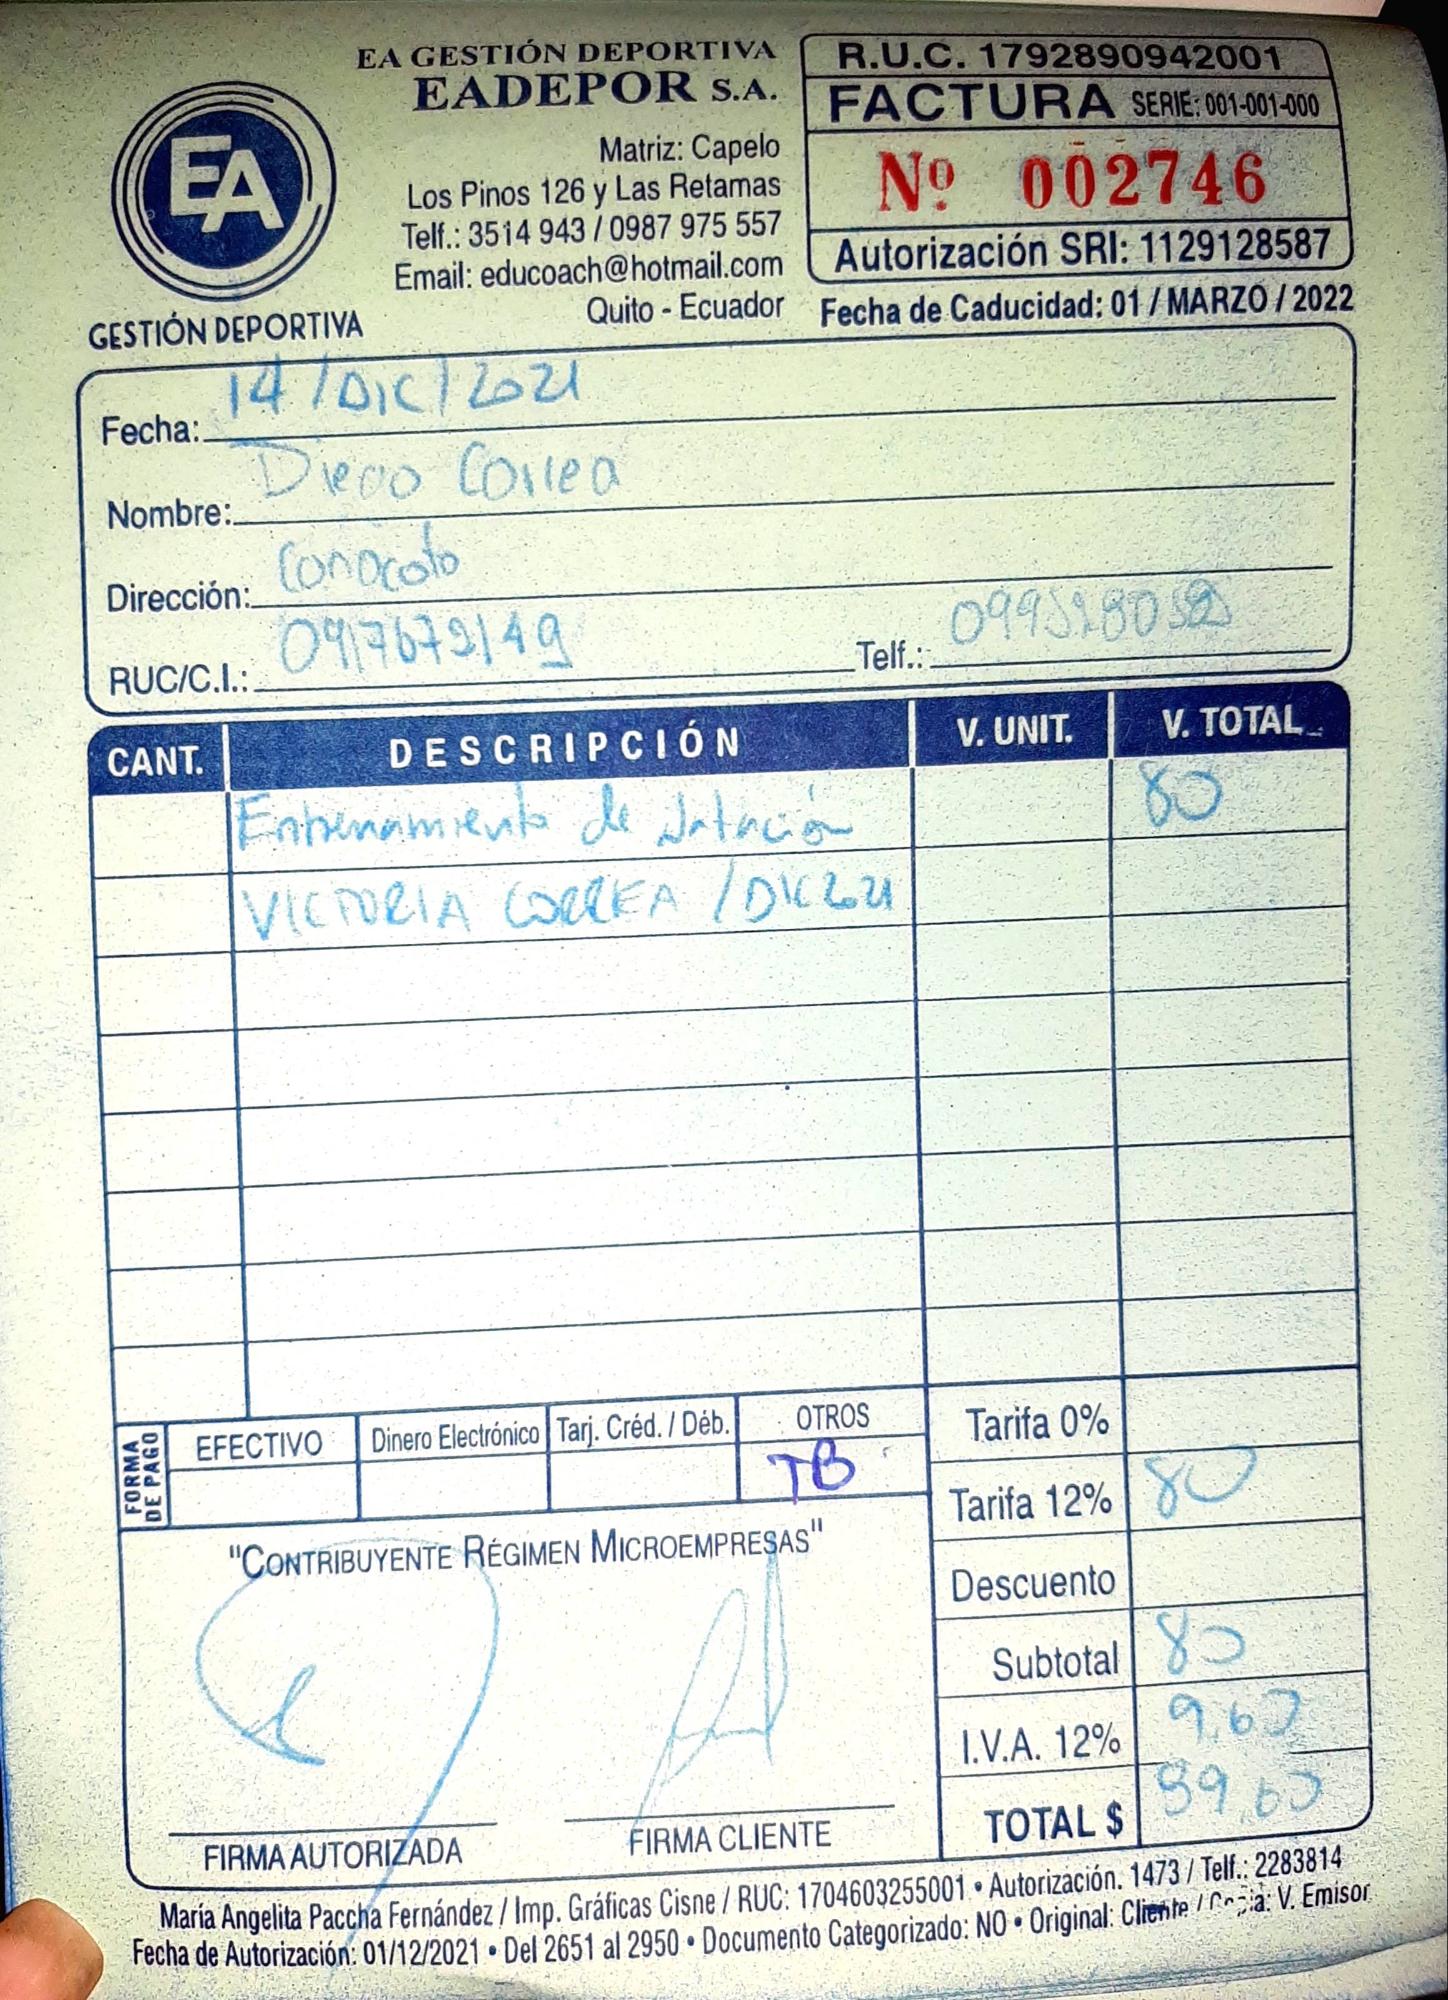 EA GESTIÓN DEPORTIVA
EADEPOR S.A.
Matriz: Capelo
Los Pinos 126 y Las Retamas
Telf.: 3514 943 / 0987 975 557
Email: educoach@hotmail.com
Quito - Ecuador
EA
GESTIÓN DEPORTIVA
R.U.C. 1792890942001
FACTURA SERIE: 001-001-000
Nº 002746
Autorización SRI: 1129128587
Fecha de Caducidad: 01 / MARZO / 2022
Fecha: 14/DIC/2021
Nombre: Diego Correa
Dirección: Conocoto
RUC/C.I.: Telf.:
CANT. DESCRIPCIÓN V. UNIT. V. TOTAL
Entrenamiento de Natación 80
VICTORIA CORREA / DIC 2021
FORMA DE PAGO
EFECTIVO Dinero Electrónico Tarj. Créd. / Déb. OTROS
TB
Tarifa 0%
Tarifa 12% 80
Descuento
Subtotal 80
I.V.A. 12% 9.60
TOTAL $ 89.60
"CONTRIBUYENTE RÉGIMEN MICROEMPRESAS"
FIRMA AUTORIZADA FIRMA CLIENTE
María Angelita Paccha Fernández / Imp. Gráficas Cisne / RUC: 1704603255001 • Autorización. 1473 / Telf.: 2283814
Fecha de Autorización: 01/12/2021 • Del 2651 al 2950 • Documento Categorizado: NO • Original: Cliente / Copia: V. Emisor